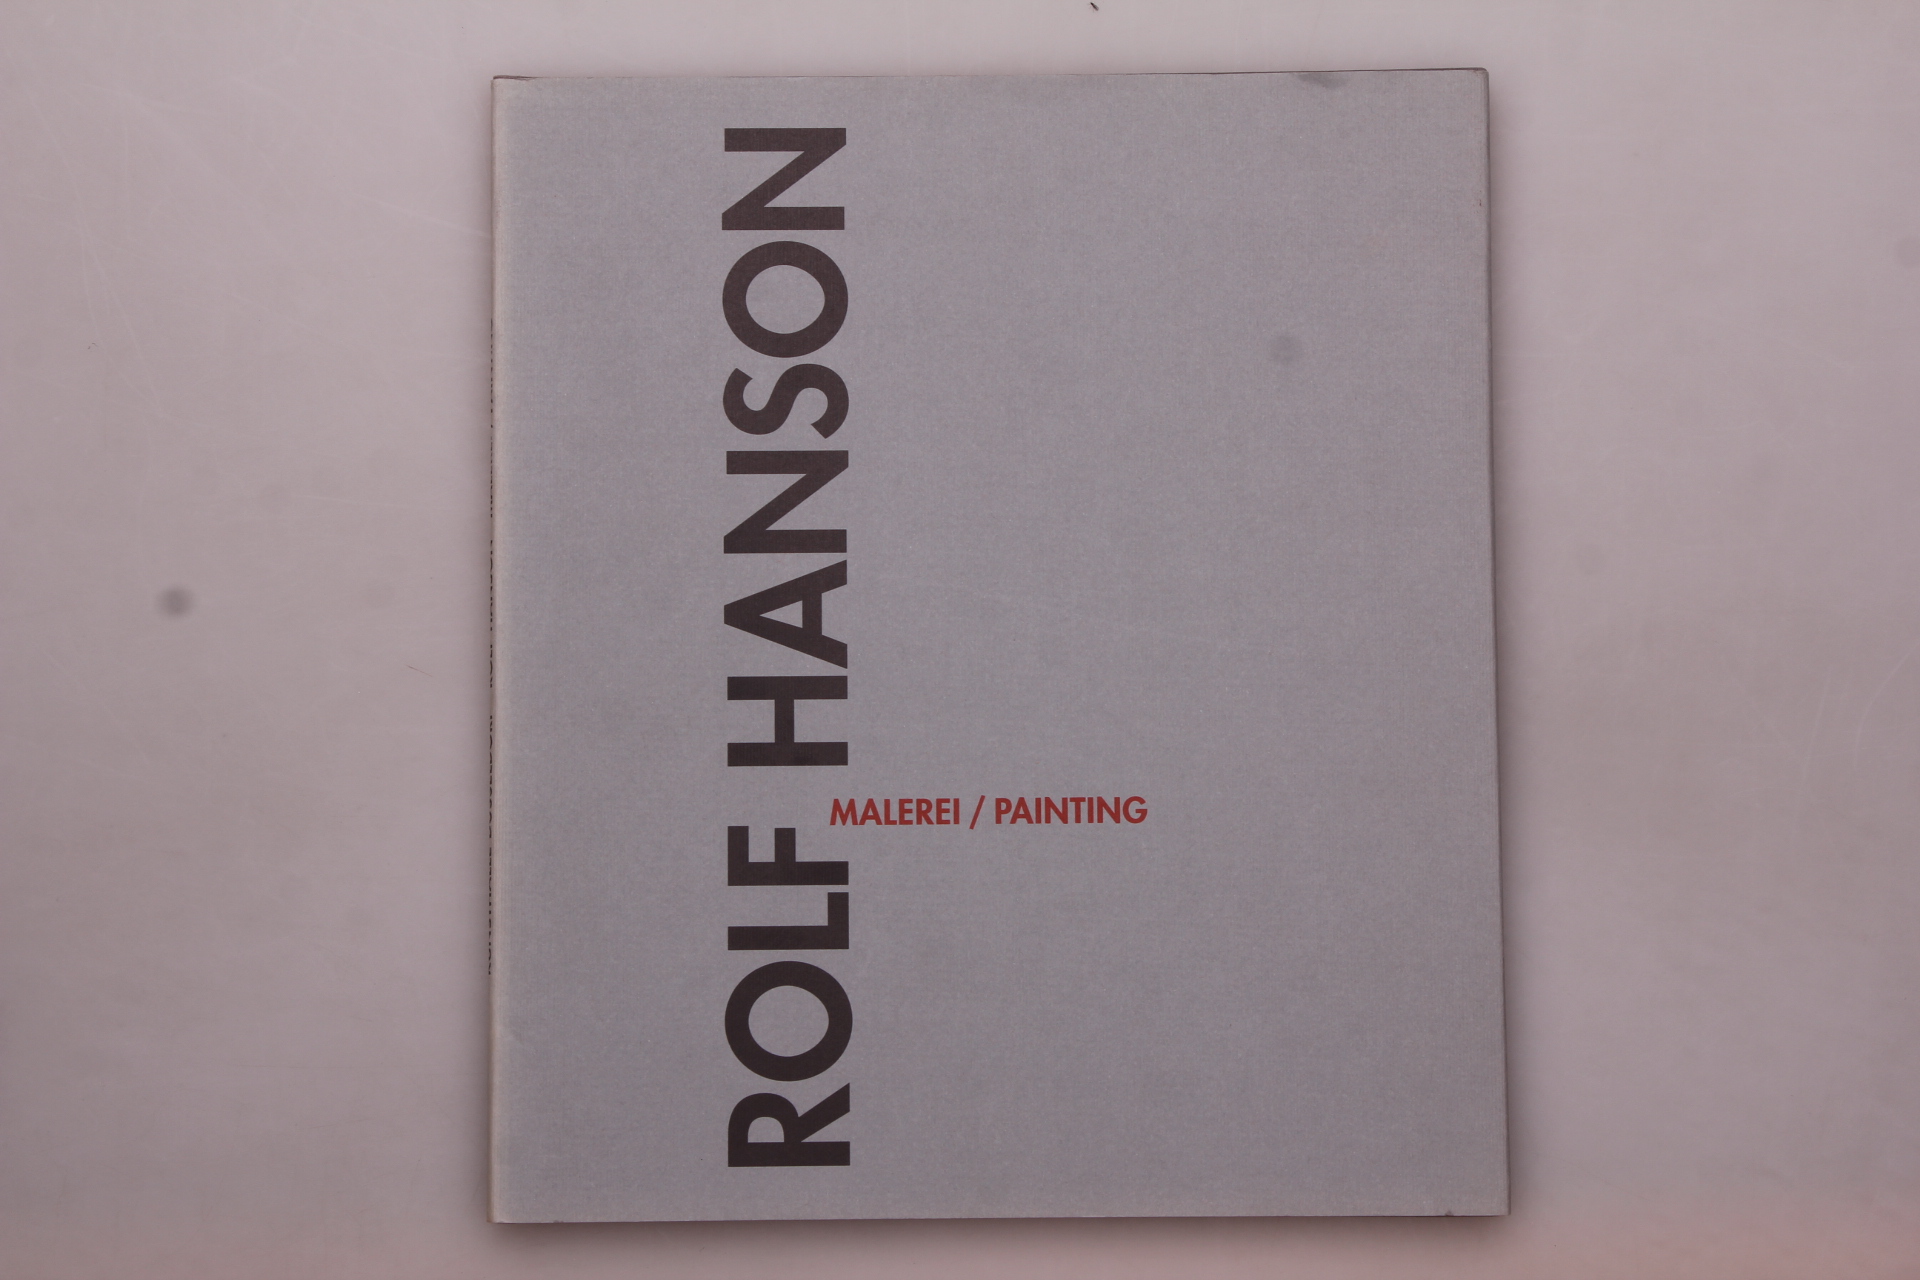 ROLF HANSON
MALEREI / PAINTING